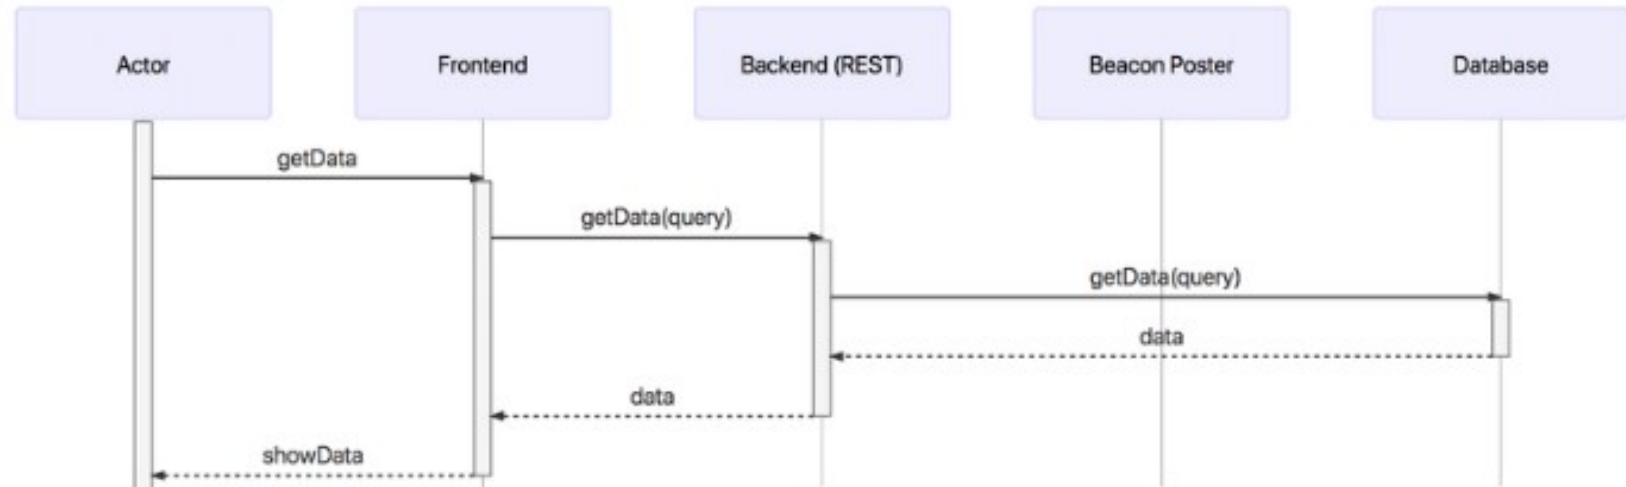 Actor
Frontend
Backend (REST)
Beacon Poster
Database
getData
getData(query)
getData(query)
data
data
showData